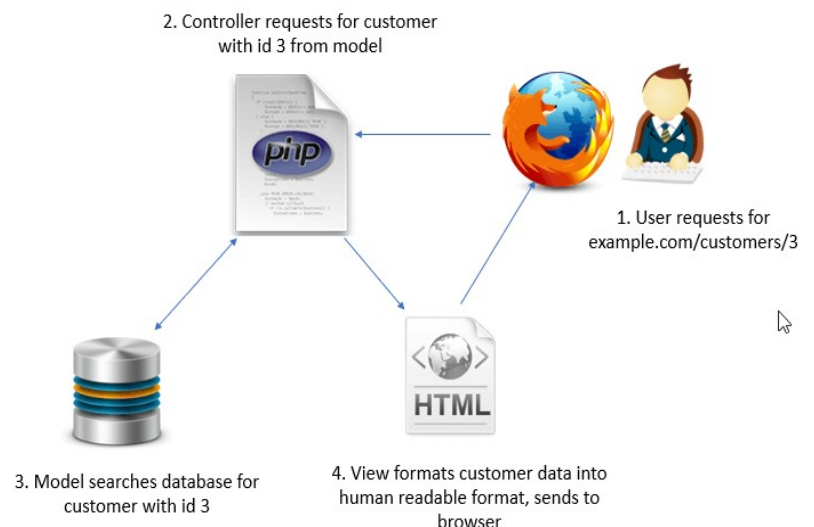 2. Controller requests for customer
with id 3 from model
php
1. User requests for
example.com/customers/3
HTML
3. Model searches database for
customer with id 3
4. View formats customer data into
human readable format, sends to
browser